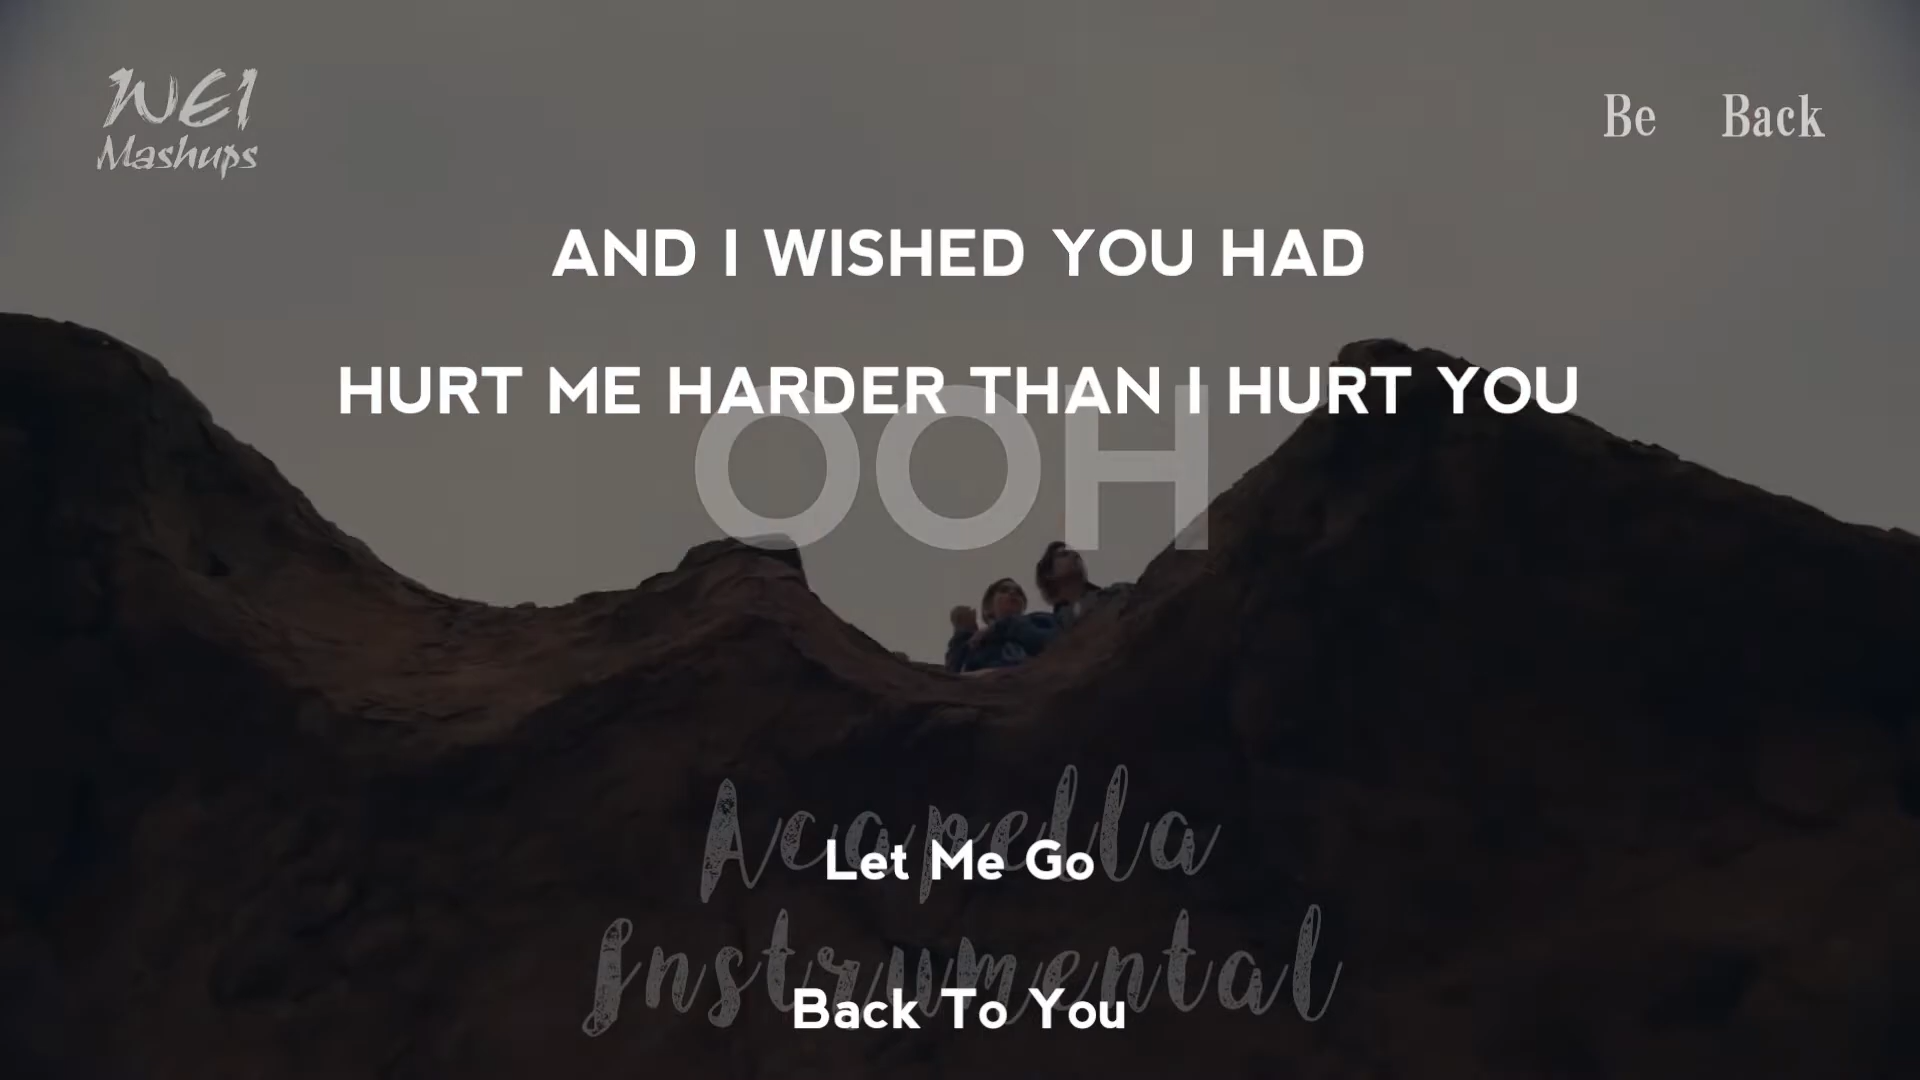 WEI
Mashups
Be Back
AND I WISHED YOU HAD
HURT ME HARDER THAN I HURT YOU
OOH
Acapella
Let Me Go
Instrumental
Back To You